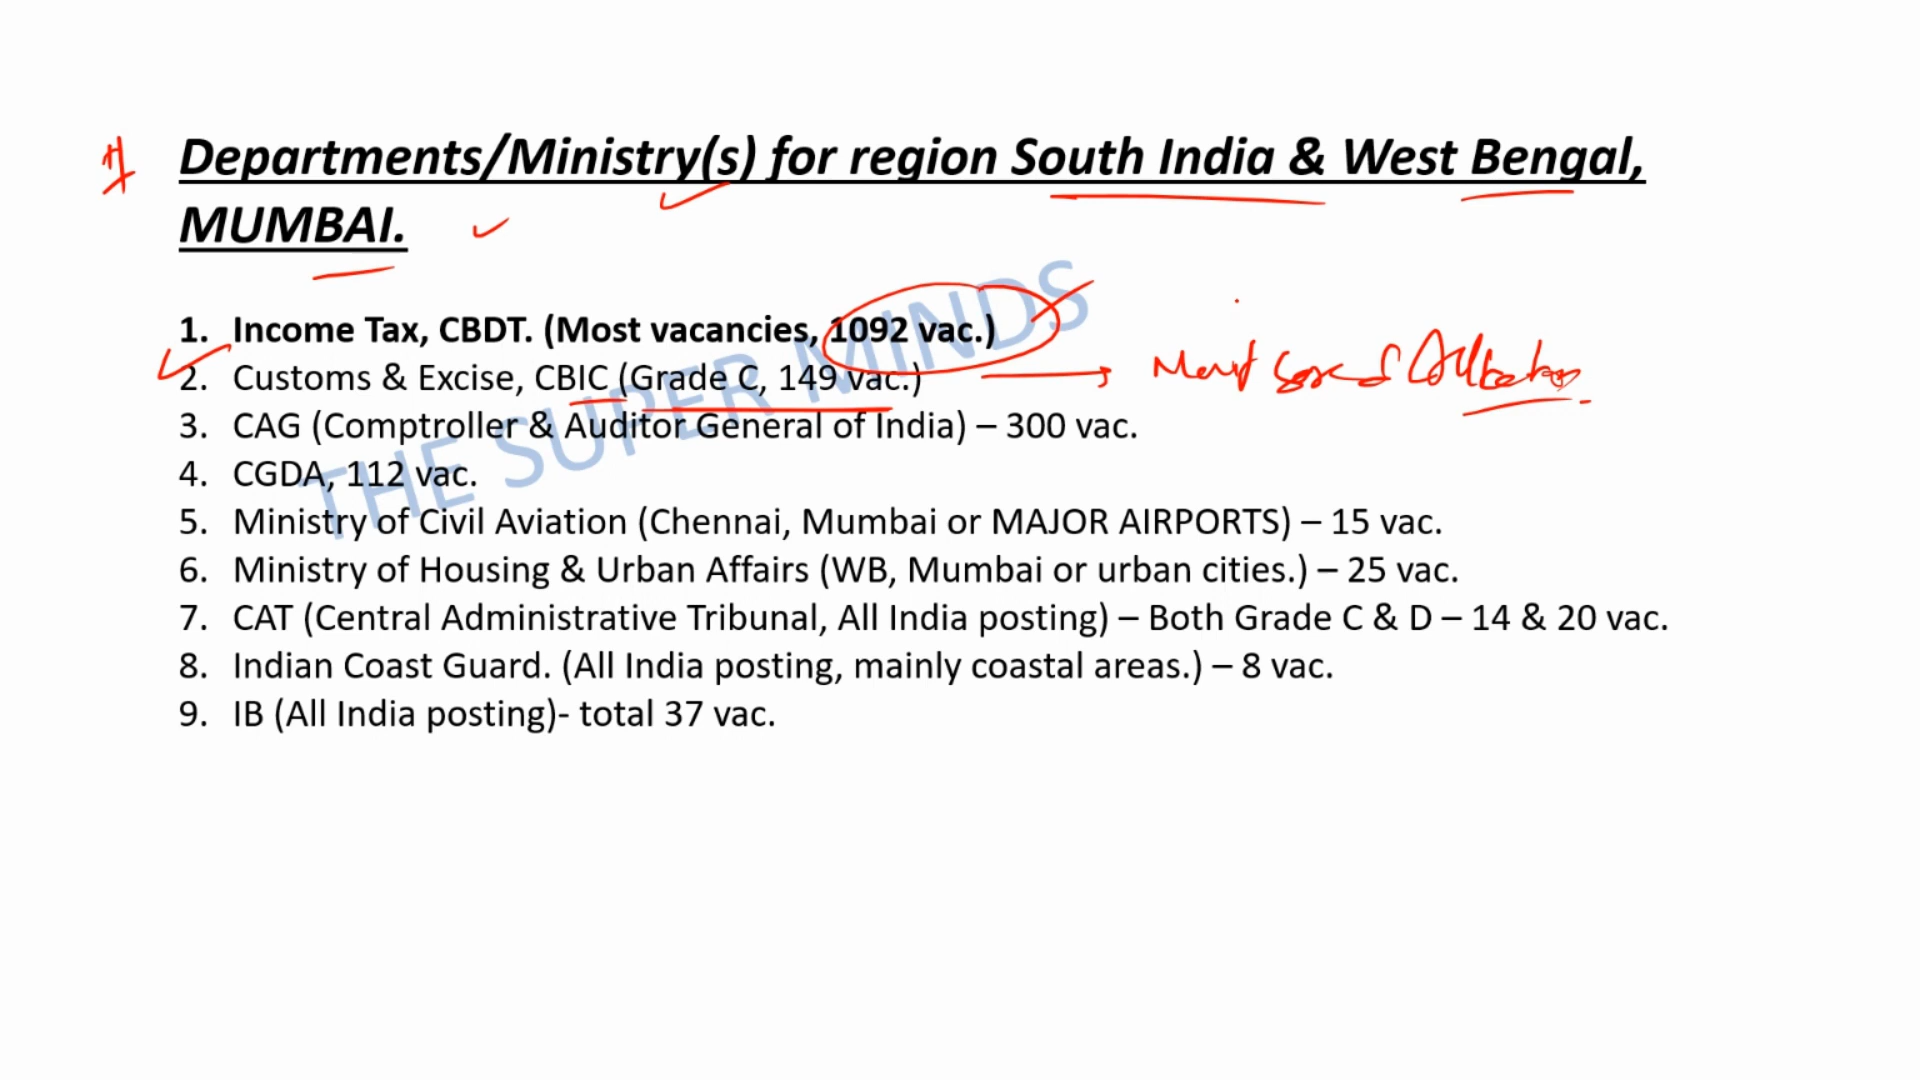 Departments/Ministry(s) for region South India & West Bengal,
MUMBAI.
1. Income Tax, CBDT. (Most vacancies, 1092 vac.)
2. Customs & Excise, CBIC (Grade C, 149 vac.)
Merit based Allocation
3. CAG (Comptroller & Auditor General of India) – 300 vac.
4. CGDA, 112 vac.
5. Ministry of Civil Aviation (Chennai, Mumbai or MAJOR AIRPORTS) – 15 vac.
6. Ministry of Housing & Urban Affairs (WB, Mumbai or urban cities.) – 25 vac.
7. CAT (Central Administrative Tribunal, All India posting) – Both Grade C & D – 14 & 20 vac.
8. Indian Coast Guard. (All India posting, mainly coastal areas.) – 8 vac.
9. IB (All India posting)- total 37 vac.
THE SUPER MINDS